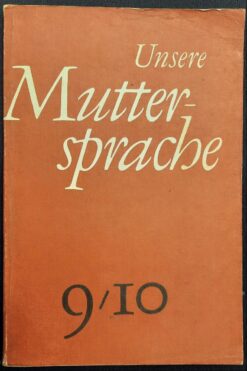 Unsere
Mutter-
sprache
9/10